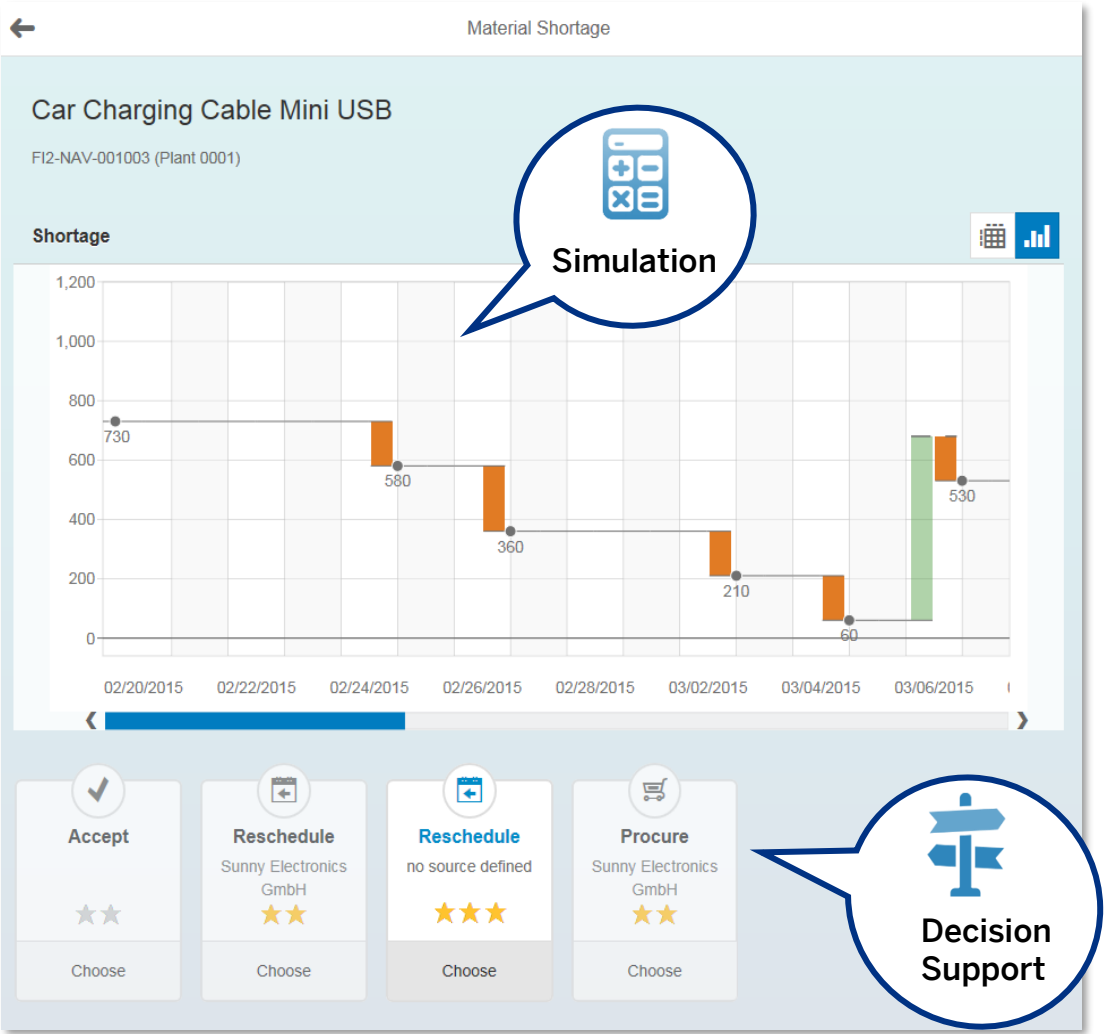 Material Shortage
Car Charging Cable Mini USB
FI2-NAV-001003 (Plant 0001)
Simulation
Shortage
1,200
1,000
800
600
400
200
0
730
580
360
210
60
530
02/20/2015 02/22/2015 02/24/2015 02/26/2015 02/28/2015 03/02/2015 03/04/2015 03/06/2015
Accept
Choose
Reschedule
Sunny Electronics
GmbH
Choose
Reschedule
no source defined
Choose
Procure
Sunny Electronics
GmbH
Choose
Decision
Support